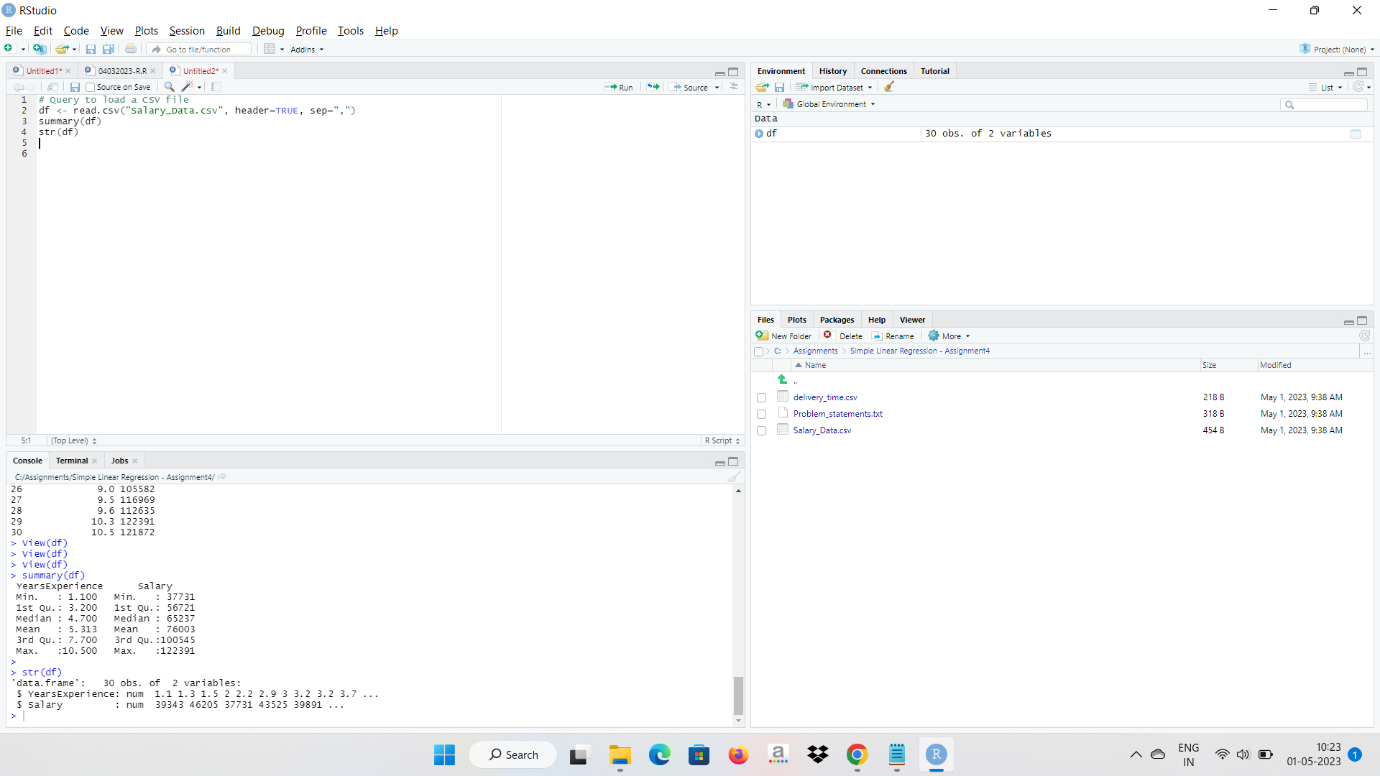 RStudio
File Edit Code View Plots Session Build Debug Profile Tools Help
Go to file/function Addins Project: (None)
Untitled1* 04032023-R.R Untitled2*
Source on Save Run Source
1 # Query to load a CSV file
2 df <- read.csv("Salary_Data.csv", header=TRUE, sep=",")
3 summary(df)
4 str(df)
5
6
5:1 (Top Level) R Script
Console Terminal Jobs
C:/Assignments/Simple Linear Regression - Assignment4/
26 9.0 105582
27 9.5 116969
28 9.6 112635
29 10.3 122391
30 10.5 121872
> View(df)
> View(df)
> View(df)
> summary(df)
YearsExperience Salary
Min. : 1.100 Min. : 37731
1st Qu.: 3.200 1st Qu.: 56721
Median : 4.700 Median : 65237
Mean : 5.313 Mean : 76003
3rd Qu.: 7.700 3rd Qu.:100545
Max. :10.500 Max. :122391
>
> str(df)
'data.frame': 30 obs. of 2 variables:
$ YearsExperience: num 1.1 1.3 1.5 2 2.2 2.9 3 3.2 3.2 3.7 ...
$ Salary : num 39343 46205 37731 43525 39891 ...
>
Environment History Connections Tutorial
Import Dataset List
R Global Environment
Data
df 30 obs. of 2 variables
Files Plots Packages Help Viewer
New Folder Delete Rename More
C: Assignments Simple Linear Regression - Assignment4 ...
Name Size Modified
..
delivery_time.csv 218 B May 1, 2023, 9:38 AM
Problem_statements.txt 318 B May 1, 2023, 9:38 AM
Salary_Data.csv 454 B May 1, 2023, 9:38 AM
Search
a
R
ENG
IN
10:23
01-05-2023
1